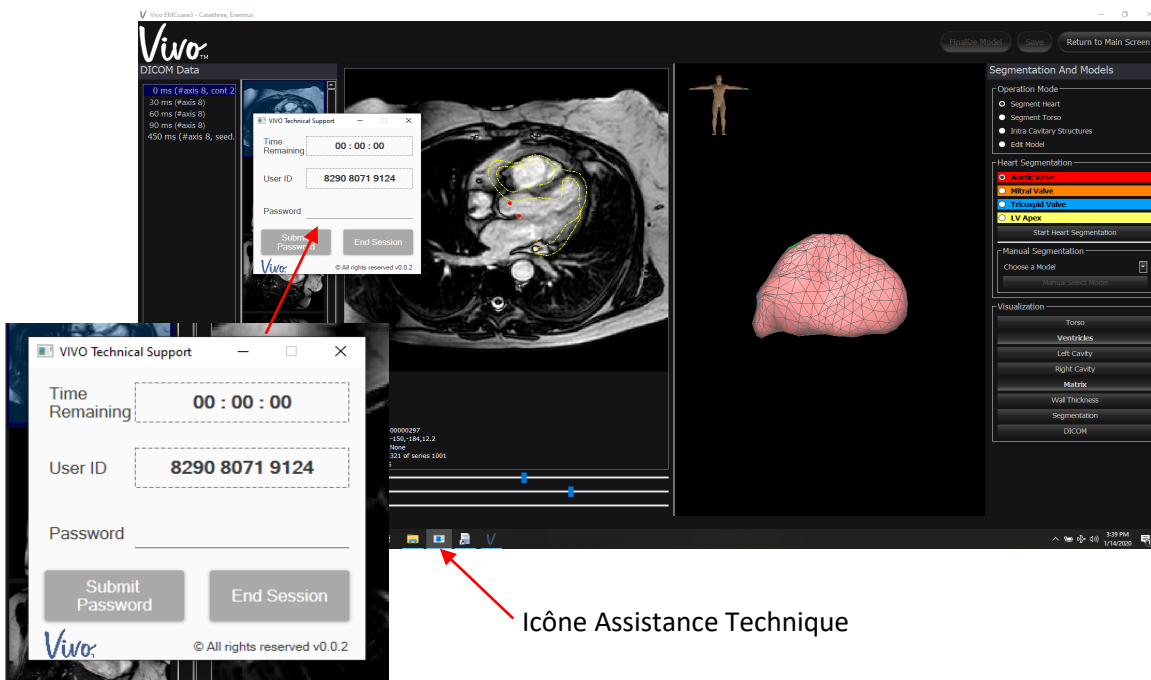 Vivo EMCcase3 - Casethree, Erasmus
Vivo TM
Finalize Model
Save
Return to Main Screen
DICOM Data
0 ms (#axis 8, cont 2
30 ms (#axis 8)
60 ms (#axis 8)
90 ms (#axis 8)
450 ms (#axis 8, seed.
VIVO Technical Support
Time
Remaining
00 : 00 : 00
User ID
8290 8071 9124
Password
Submit
Password
End Session
Vivo
© All rights reserved v0.0.2
00000297
-150,-184,12.2
None
321 of series 1001
Segmentation And Models
Operation Mode
Segment Heart
Segment Torso
Intra Cavitary Structures
Edit Model
Heart Segmentation
Aortic Valve
Mitral Valve
Tricuspid Valve
LV Apex
Start Heart Segmentation
Manual Segmentation
Choose a Model
Manual Select Model
Visualization
Torso
Ventricles
Left Cavity
Right Cavity
Matrix
Wall Thickness
Segmentation
DICOM
3:39 PM
1/14/2020
VIVO Technical Support
Time
Remaining
00 : 00 : 00
User ID
8290 8071 9124
Password
Submit
Password
End Session
Vivo
© All rights reserved v0.0.2
Icône Assistance Technique